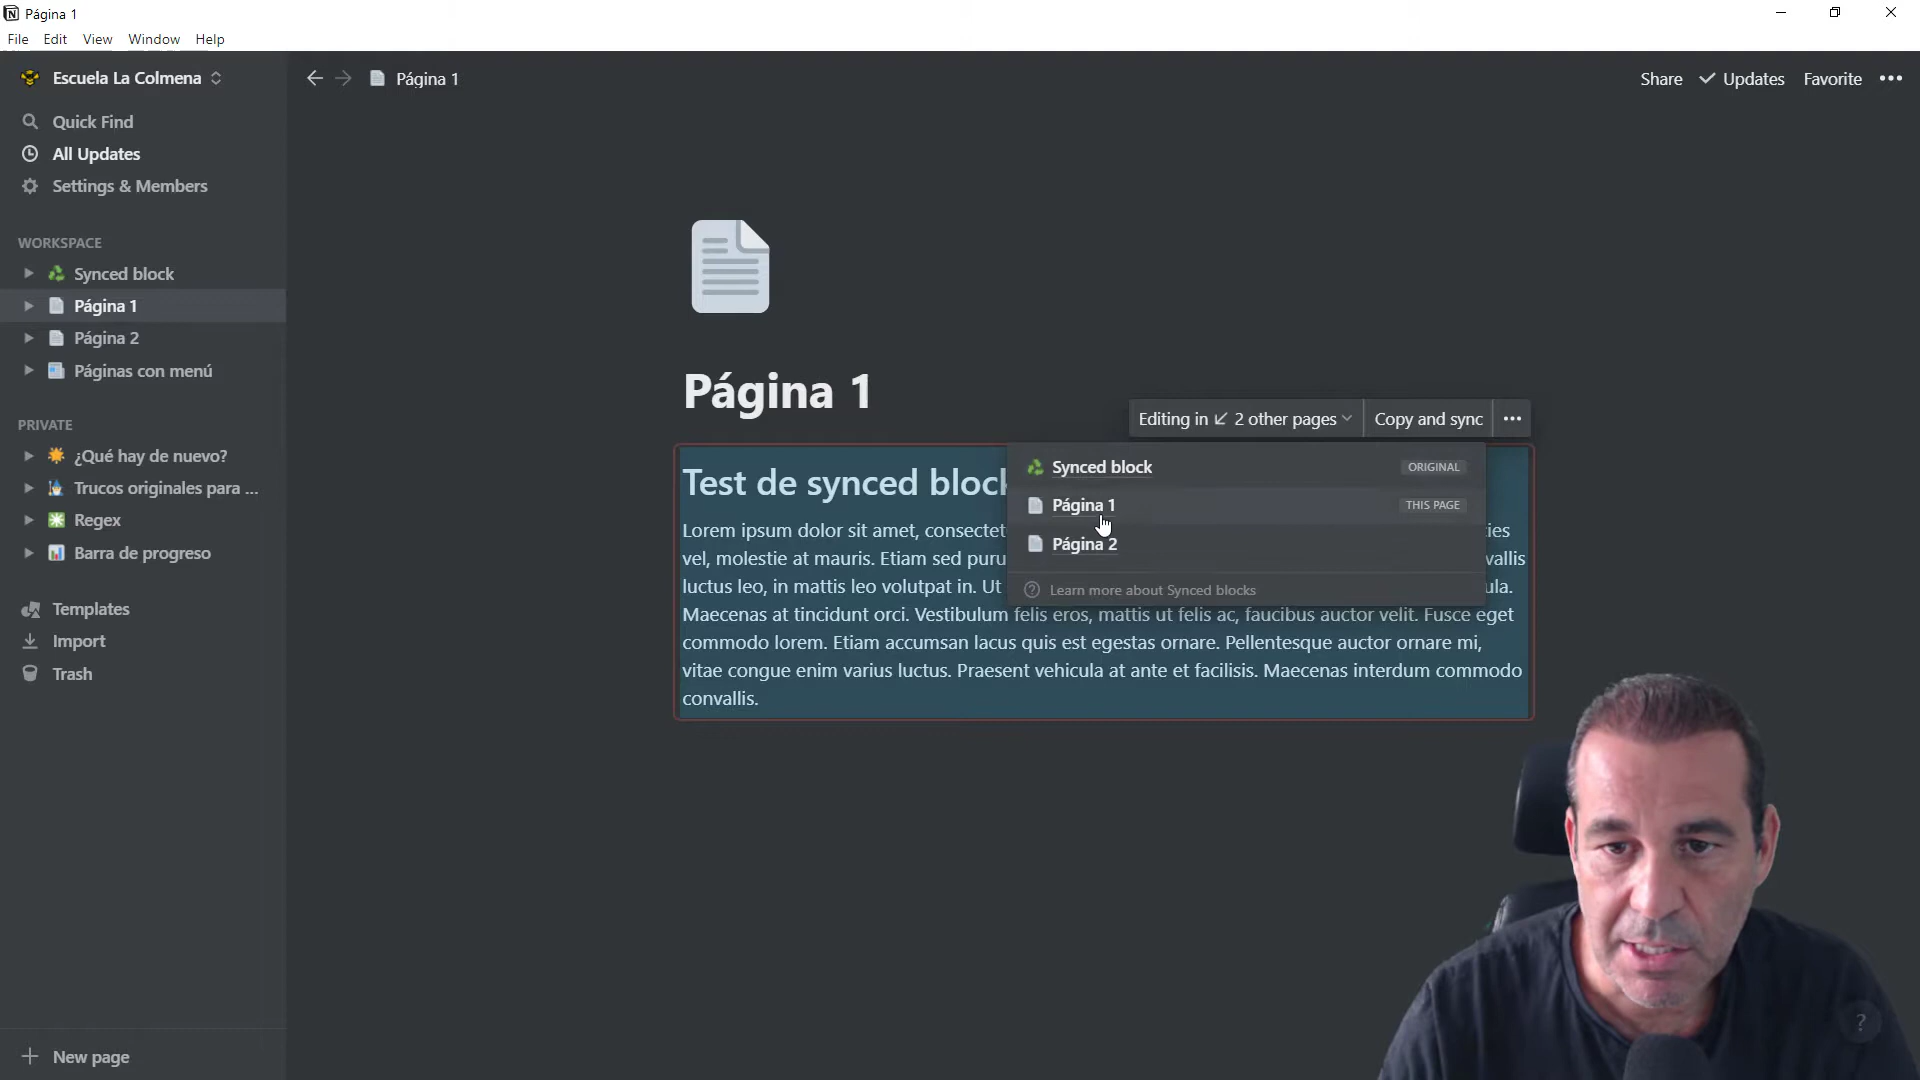 Página 1
File Edit View Window Help
Escuela La Colmena
Página 1
Share Updates Favorite
Quick Find
All Updates
Settings & Members
WORKSPACE
Synced block
Página 1
Página 2
Páginas con menú
PRIVATE
¿Qué hay de nuevo?
Trucos originales para ...
Regex
Barra de progreso
Templates
Import
Trash
New page
Página 1
Editing in 2 other pages Copy and sync
Synced block ORIGINAL
Página 1 THIS PAGE
Página 2
Learn more about Synced blocks
Test de synced block
Lorem ipsum dolor sit amet,
vel, molestie at mauris. Etiam sed
luctus leo, in mattis leo volutpat in. Ut
Maecenas at tincidunt orci. Vestibulum felis eros, mattis ut felis ac, faucibus auctor velit. Fusce eget
commodo lorem. Etiam accumsan lacus quis est egestas ornare. Pellentesque auctor ornare mi,
vitae congue enim varius luctus. Praesent vehicula at ante et facilisis. Maecenas interdum commodo
convallis.
?